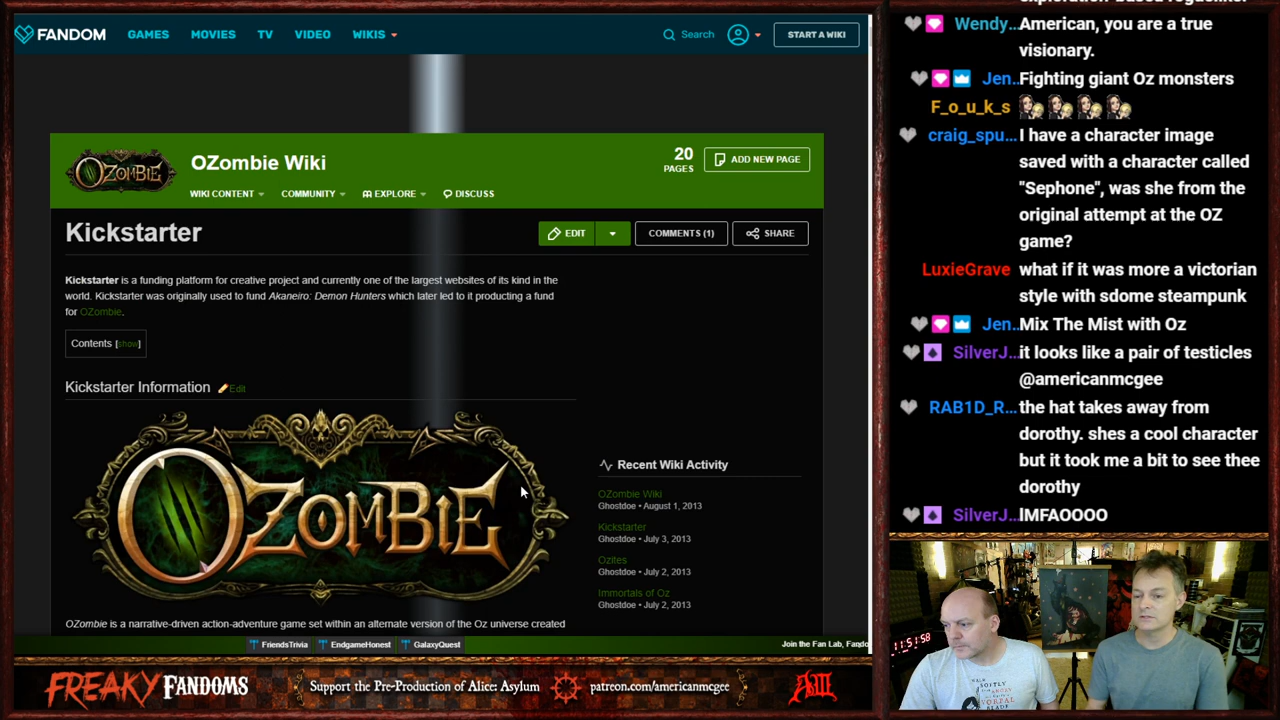 FANDOM GAMES MOVIES TV VIDEO WIKIS Search START A WIKI
OZOMBIE OZombie Wiki 20 PAGES ADD NEW PAGE
WIKI CONTENT COMMUNITY EXPLORE DISCUSS
Kickstarter EDIT COMMENTS (1) SHARE
Kickstarter is a funding platform for creative project and currently one of the largest websites of its kind in the
world. Kickstarter was originally used to fund Akaneiro: Demon Hunters which later led to it producting a fund
for OZombie.
Contents [show]
Kickstarter Information Edit
OZOMBIE
OZombie is a narrative-driven action-adventure game set within an alternate version of the Oz universe created
Recent Wiki Activity
OZombie Wiki
Ghostdoe • August 1, 2013
Kickstarter
Ghostdoe • July 3, 2013
Ozites
Ghostdoe • July 2, 2013
Immortals of Oz
Ghostdoe • July 2, 2013
FriendsTrivia EndgameHonest GalaxyQuest Join the Fan Lab, Fando
FREAKY FANDOMS Support the Pre-Production of Alice: Asylum patreon.com/americanmcgee
Wendy... American, you are a true
visionary.
Jen.. Fighting giant Oz monsters
F_o_u_k_s
craig_spu... I have a character image
saved with a character called
"Sephone", was she from the
original attempt at the OZ
game?
LuxieGrave what if it was more a victorian
style with sdome steampunk
Jen.. Mix The Mist with Oz
SilverJ... it looks like a pair of testicles
@americanmcgee
RAB1D_R... the hat takes away from
dorothy. shes a cool character
but it took me a bit to see thee
dorothy
SilverJ... lMFAOOOO
11:51:58